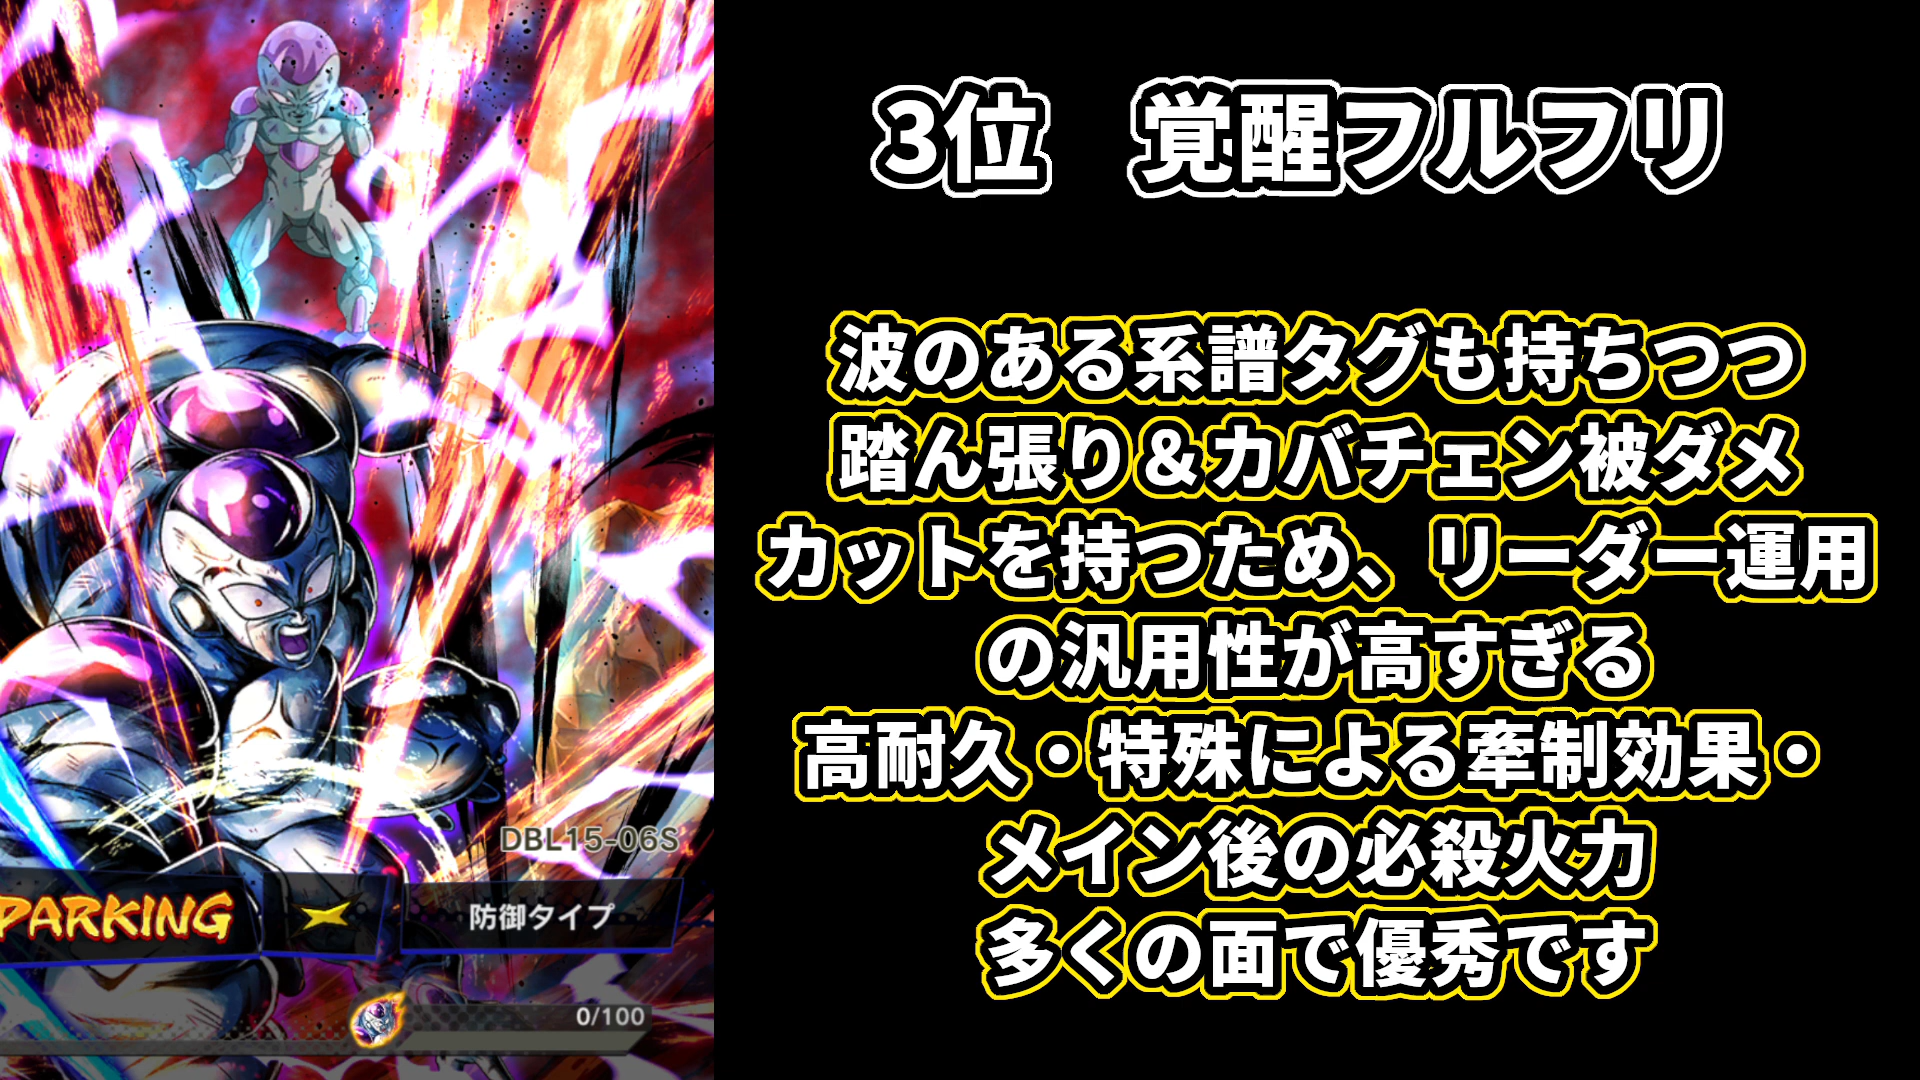 3位　覚醒フルフリ
波のある系譜タグも持ちつつ
踏ん張り＆カバチェン被ダメ
カットを持つため、リーダー運用
の汎用性が高すぎる
高耐久・特殊による牽制効果・
メイン後の必殺火力
多くの面で優秀です
DBL15-06S
PARKING
防御タイプ
0/100